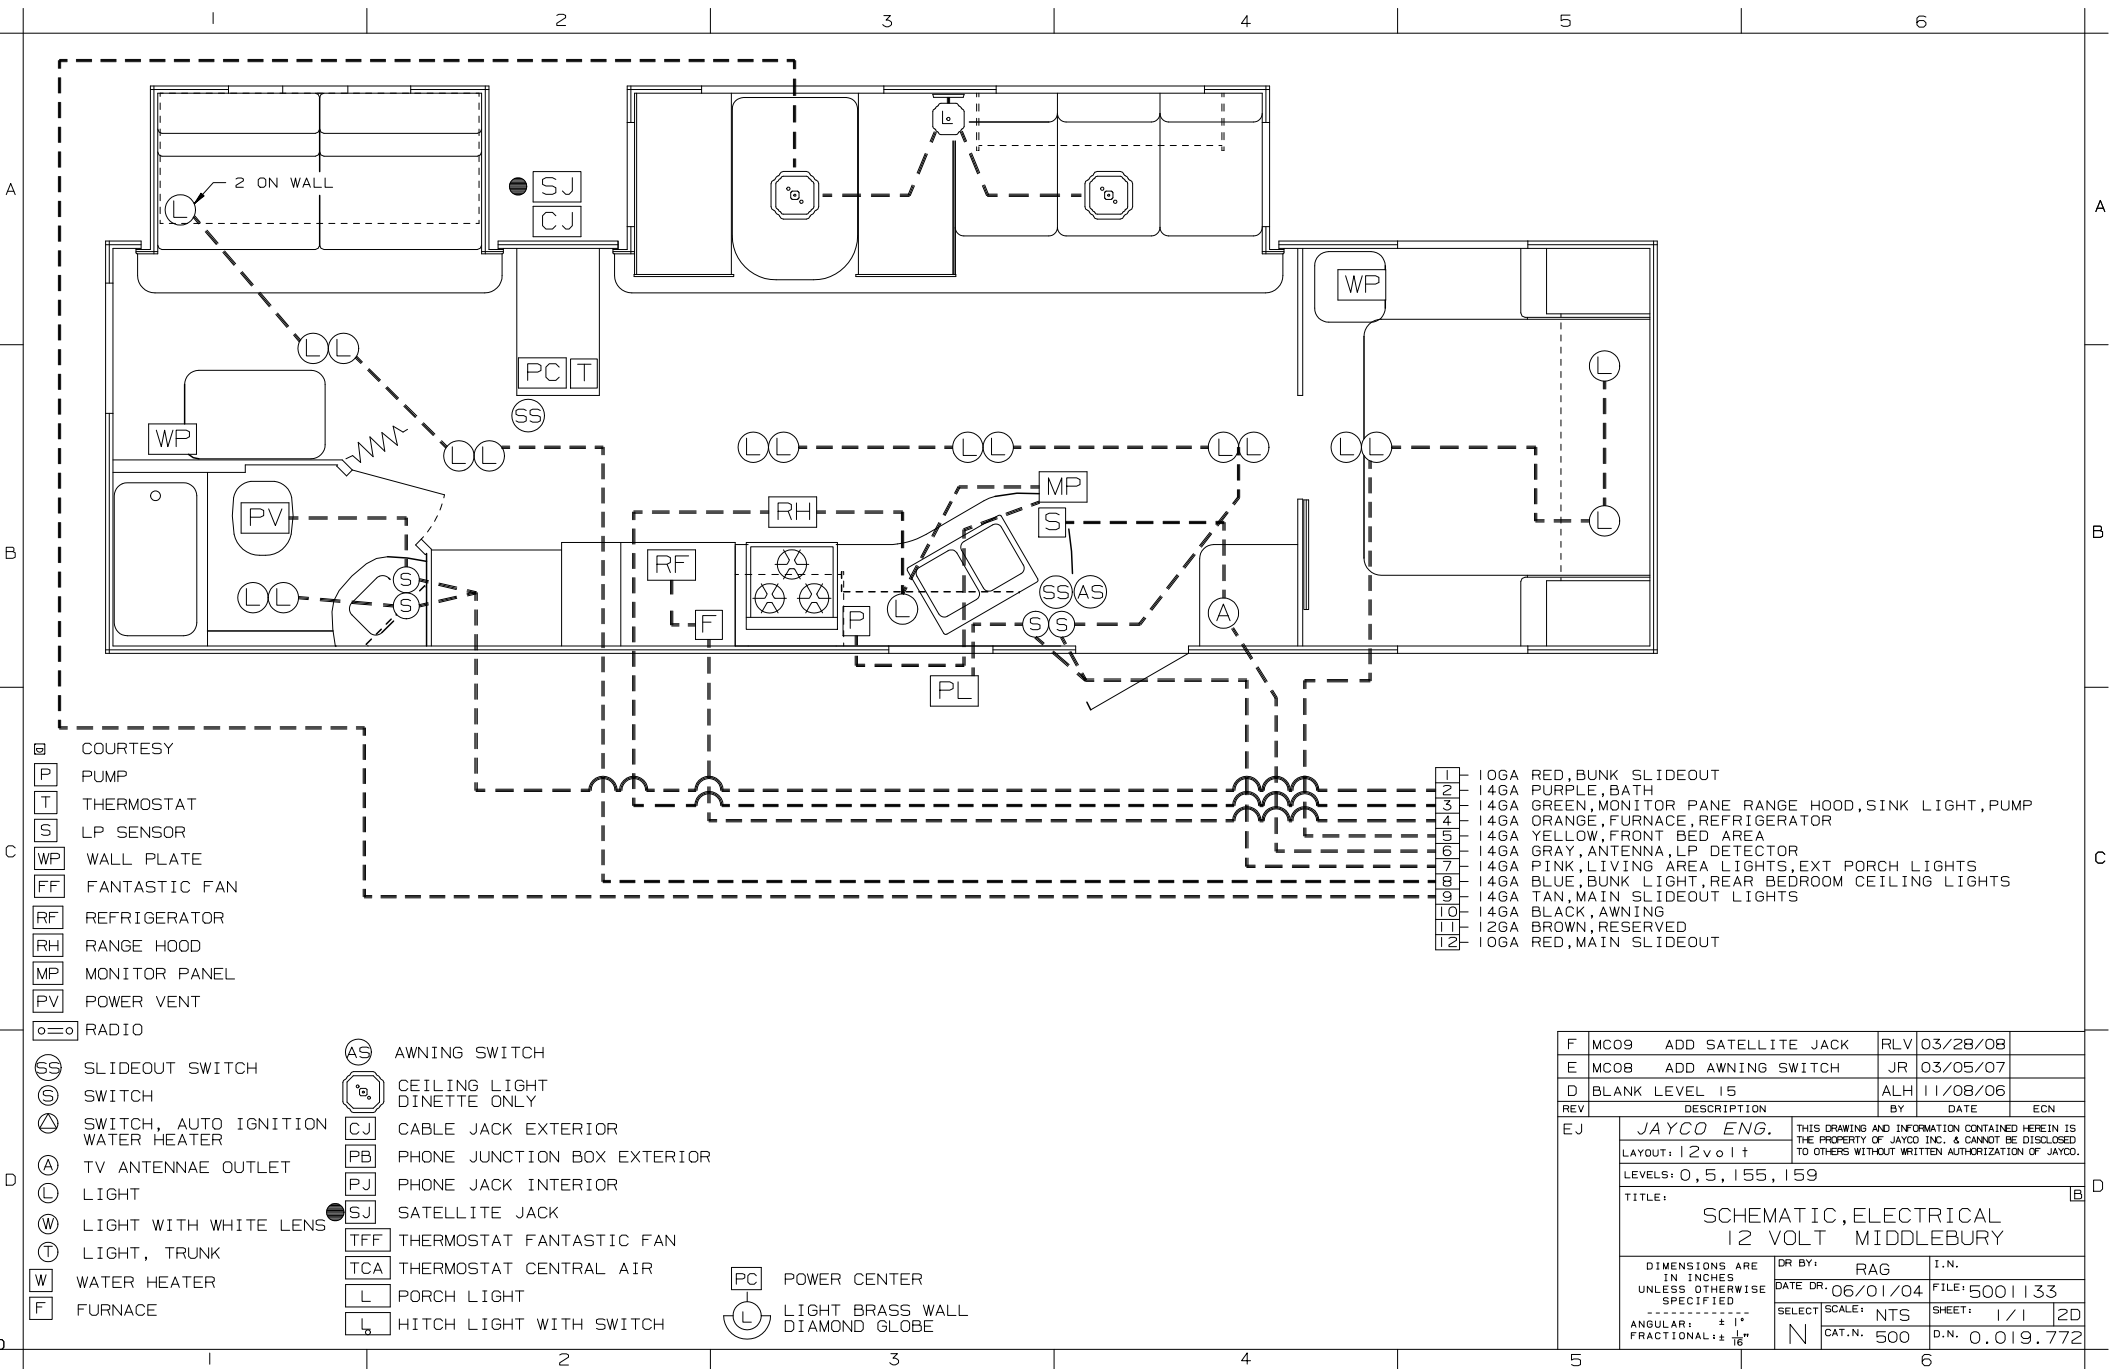 1 2 3 4 5 6
A
A
2 ON WALL
SJ
CJ
L
L
WP
L L
PC T
L
SS
WP
L L
L L L L L L L L
MP
PV
RH
S
L
B
B
RF
S
SS AS
L L
S
L
P
A
F
S S
PL
COURTESY
P PUMP
T THERMOSTAT
S LP SENSOR
WP WALL PLATE
FF FANTASTIC FAN
RF REFRIGERATOR
RH RANGE HOOD
MP MONITOR PANEL
PV POWER VENT
RADIO
C
C
1 10GA RED,BUNK SLIDEOUT
2 14GA PURPLE,BATH
3 14GA GREEN,MONITOR PANE RANGE HOOD,SINK LIGHT,PUMP
4 14GA ORANGE,FURNACE,REFRIGERATOR
5 14GA YELLOW,FRONT BED AREA
6 14GA GRAY,ANTENNA,LP DETECTOR
7 14GA PINK,LIVING AREA LIGHTS,EXT PORCH LIGHTS
8 14GA BLUE,BUNK LIGHT,REAR BEDROOM CEILING LIGHTS
9 14GA TAN,MAIN SLIDEOUT LIGHTS
10 14GA BLACK,AWNING
11 12GA BROWN,RESERVED
12 10GA RED,MAIN SLIDEOUT
SS SLIDEOUT SWITCH
S SWITCH
SWITCH, AUTO IGNITION
WATER HEATER
A TV ANTENNAE OUTLET
L LIGHT
W LIGHT WITH WHITE LENS
T LIGHT, TRUNK
W WATER HEATER
F FURNACE
AS AWNING SWITCH
CEILING LIGHT
DINETTE ONLY
CJ CABLE JACK EXTERIOR
PB PHONE JUNCTION BOX EXTERIOR
PJ PHONE JACK INTERIOR
SJ SATELLITE JACK
TFF THERMOSTAT FANTASTIC FAN
TCA THERMOSTAT CENTRAL AIR
L PORCH LIGHT
L HITCH LIGHT WITH SWITCH
PC POWER CENTER
L LIGHT BRASS WALL
DIAMOND GLOBE
D
D
F MC09 ADD SATELLITE JACK RLV 03/28/08
E MC08 ADD AWNING SWITCH JR 03/05/07
D BLANK LEVEL 15 ALH 11/08/06
REV DESCRIPTION BY DATE ECN
EJ
JAYCO ENG.
LAYOUT: 12volt
THIS DRAWING AND INFORMATION CONTAINED HEREIN IS
THE PROPERTY OF JAYCO INC. & CANNOT BE DISCLOSED
TO OTHERS WITHOUT WRITTEN AUTHORIZATION OF JAYCO.
LEVELS: 0,5,155,159
TITLE: B
SCHEMATIC,ELECTRICAL
12 VOLT MIDDLEBURY
DIMENSIONS ARE
IN INCHES
UNLESS OTHERWISE
SPECIFIED
ANGULAR: ± 1°
FRACTIONAL: ± 1/16"
DR BY: RAG I.N.
DATE DR. 06/01/04 FILE: 5001133
SELECT N SCALE: NTS SHEET: 1/1 2D
CAT.N. 500 D.N. 0.019.772
1 2 3 4 5 6